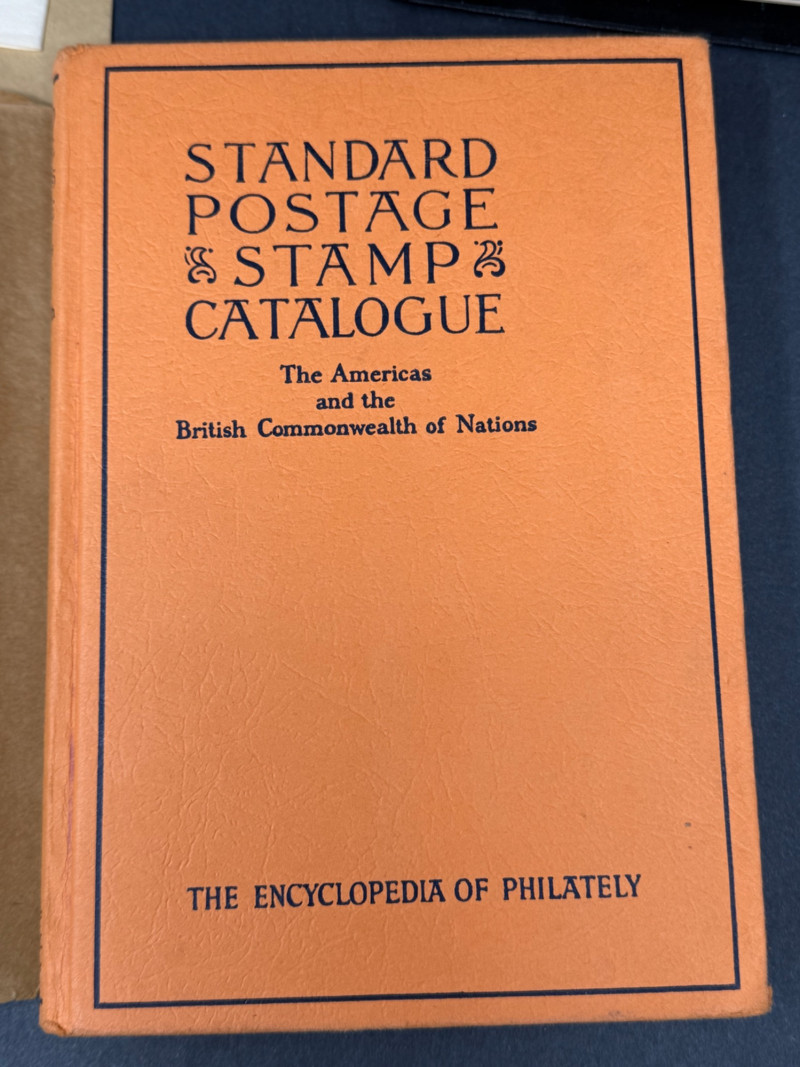 STANDARD
POSTAGE
STAMP
CATALOGUE
The Americas
and the
British Commonwealth of Nations
THE ENCYCLOPEDIA OF PHILATELY